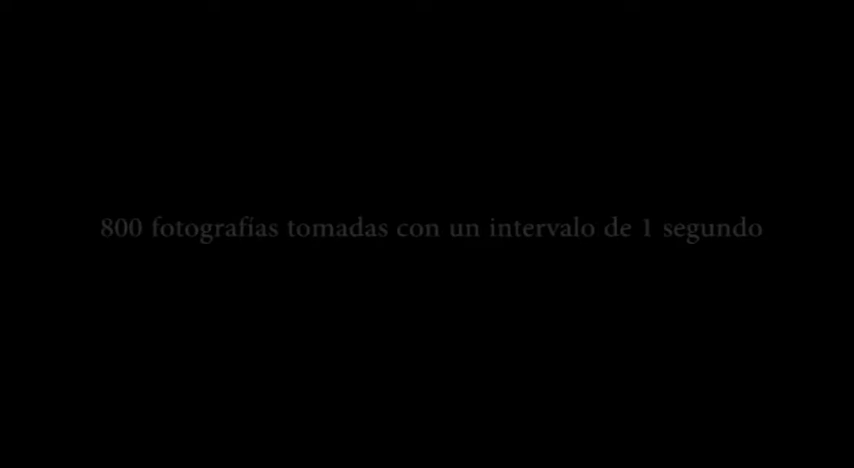 800 fotografías tomadas con un intervalo de 1 segundo